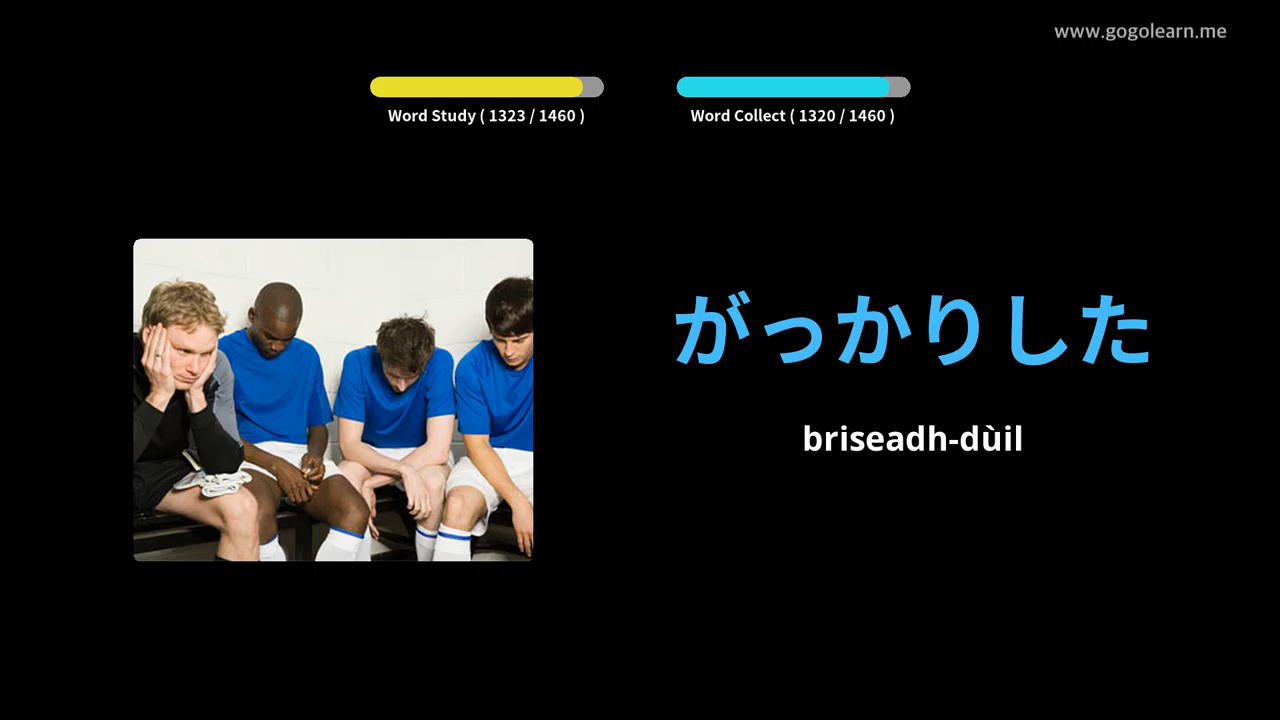 www.gogolearn.me
Word Study ( 1323 / 1460 )
Word Collect ( 1320 / 1460 )
がっかりした
briseadh-dùil